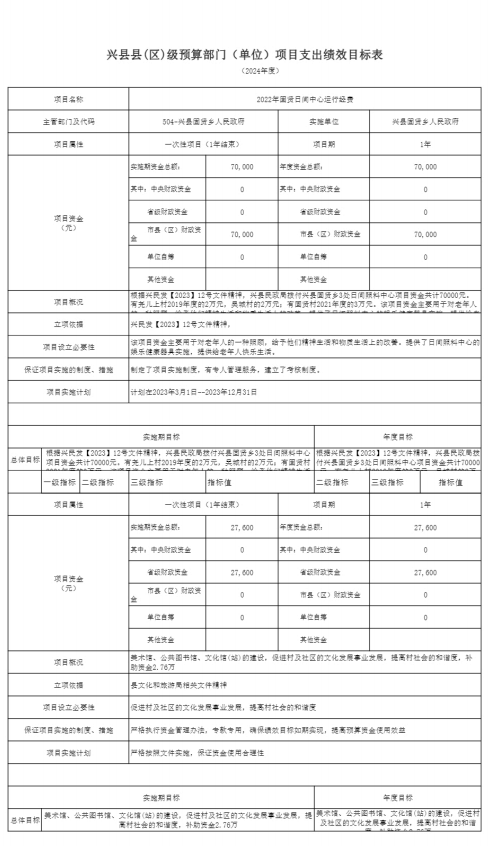 兴县县(区)级预算部门（单位）项目支出绩效目标表
（2024年度）
项目名称 2022年固贤日间中心运行经费
主管部门及代码 504-兴县固贤乡人民政府 实施单位 兴县固贤乡人民政府
项目属性 一次性项目（1年结束） 项目期 1年
项目资金
（元）
实施期资金总额: 70,000 年度资金总额: 70,000
其中: 中央财政资金 0 其中: 中央财政资金 0
省级财政资金 0 省级财政资金 0
市县（区）财政资金 70,000 市县（区）财政资金 70,000
单位自筹 0 单位自筹 0
其他资金 其他资金
项目概况
根据兴民发【2023】12号文件精神，兴县民政局拨付兴县固贤乡3处日间照料中心项目资金共计70000元。
有尧儿上村2019年度的2万元；吴城村的2万元；有固贤村2021年度的3万元。该项目资金主要用于对老年人
立项依据 兴民发【2023】12号文件精神，
项目设立必要性
该项目资金主要用于对老年人的一种照顾，给予他们精神生活和物质生活上的改善。提供了日间照料中心的
娱乐健康器具实施，提供给老年人快乐生活。
保证项目实施的制度、措施 制定了项目实施制度，有专人管理服务，建立了考核制度。
项目实施计划 计划在2023年3月1日--2023年12月31日
实施期目标 年度目标
总体目标
根据兴民发【2023】12号文件精神，兴县民政局拨付兴县固贤乡3处日间照料中心
项目资金共计70000元。有尧儿上村2019年度的2万元；吴城村的2万元；有固贤村
根据兴民发【2023】12号文件精神，兴县民政局拨
付兴县固贤乡3处日间照料中心项目资金共计70000
一级指标 二级指标 三级指标 指标值 二级指标 三级指标 指标值
项目属性 一次性项目（1年结束） 项目期 1年
项目资金
（元）
实施期资金总额: 27,600 年度资金总额: 27,600
其中: 中央财政资金 0 其中: 中央财政资金 0
省级财政资金 27,600 省级财政资金 27,600
市县（区）财政资金 0 市县（区）财政资金 0
单位自筹 0 单位自筹 0
其他资金 其他资金
项目概况
美术馆、公共图书馆、文化馆(站)的建设，促进村及社区的文化发展事业发展，提高村社会的和谐度，补
助资金2.76万
立项依据 县文化和旅游局相关文件精神
项目设立必要性 促进村及社区的文化发展事业发展，提高村社会的和谐度
保证项目实施的制度、措施 严格执行资金管理办法，专款专用，确保绩效目标如期实现，提高预算资金使用效益
项目实施计划 严格按照文件实施，保证资金使用合理性
实施期目标 年度目标
总体目标
美术馆、公共图书馆、文化馆(站)的建设，促进村及社区的文化发展事业发展，提
高村社会的和谐度，补助资金2.76万
美术馆、公共图书馆、文化馆(站)的建设，促进村
及社区的文化发展事业发展，提高村社会的和谐